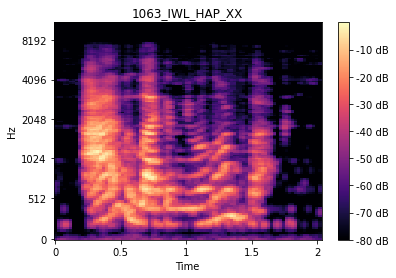 1063_IWL_HAP_XX
8192
4096
2048
1024
512
0
Hz
0
0.5
1
1.5
2
Time
-10 dB
-20 dB
-30 dB
-40 dB
-50 dB
-60 dB
-70 dB
-80 dB